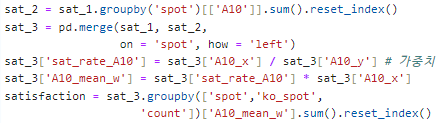 sat_2 = sat_1.groupby('spot')[['A10']].sum().reset_index()
sat_3 = pd.merge(sat_1, sat_2,
on = 'spot', how = 'left')
sat_3['sat_rate_A10'] = sat_3['A10_x'] / sat_3['A10_y'] # 가중치
sat_3['A10_mean_w'] = sat_3['sat_rate_A10'] * sat_3['A10_x']
satisfaction = sat_3.groupby(['spot','ko_spot',
'count'])['A10_mean_w'].sum().reset_index()